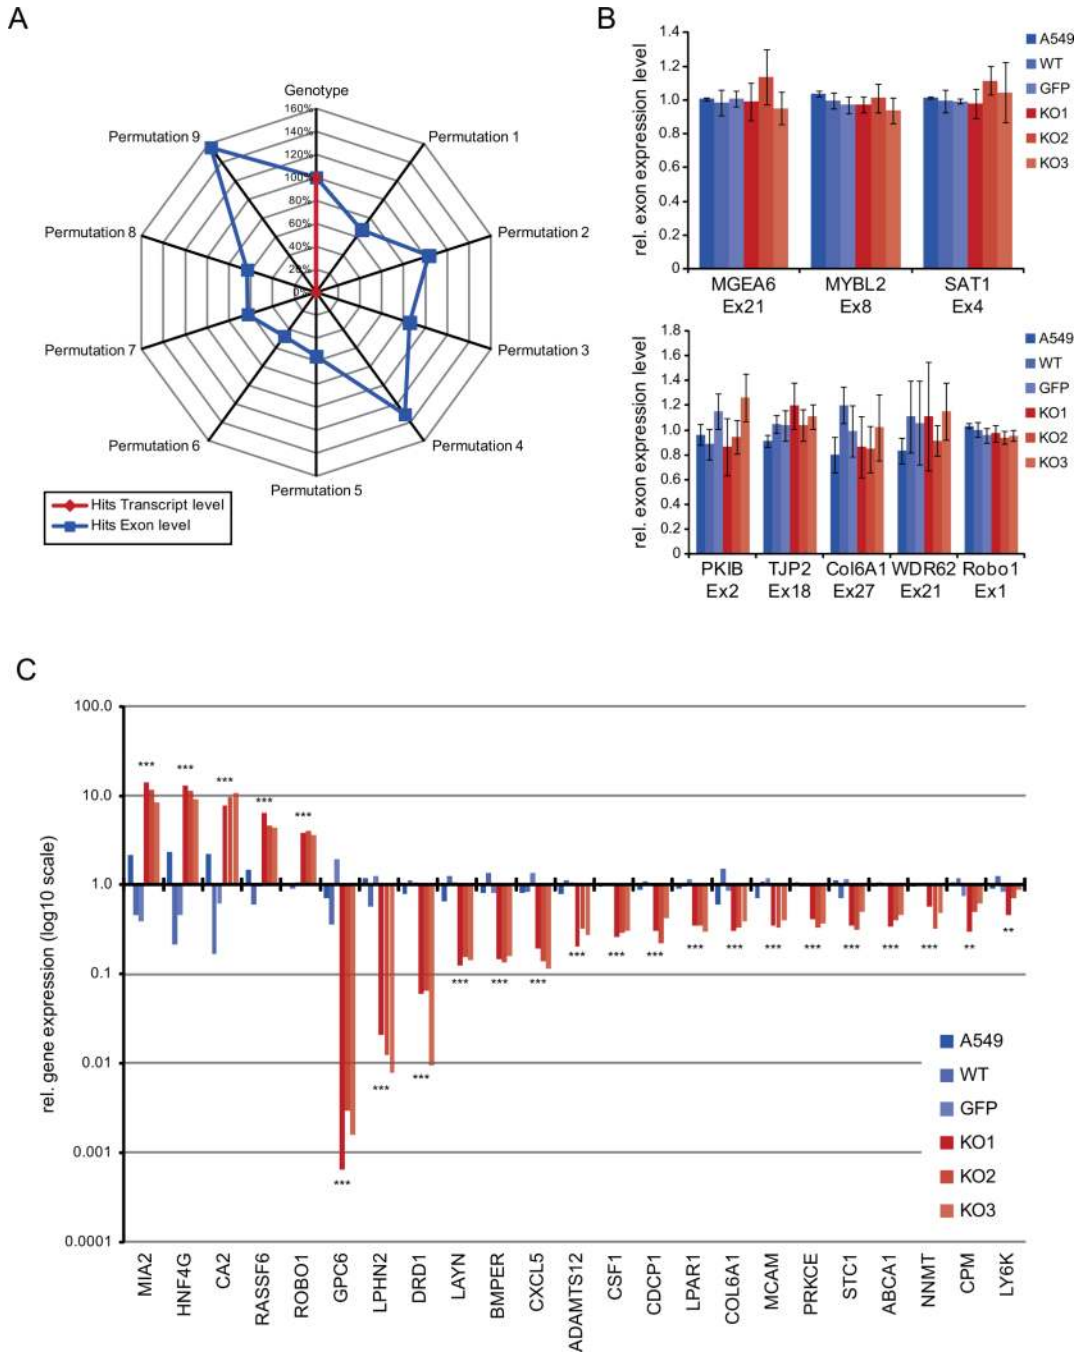 A
Genotype
160%
140%
120%
100%
80%
60%
40%
20%
0%
Permutation 1
Permutation 2
Permutation 3
Permutation 4
Permutation 5
Permutation 6
Permutation 7
Permutation 8
Permutation 9
Hits Transcript level
Hits Exon level
B
rel. exon expression level
1.4
1.2
1.0
0.8
0.6
0.4
0.2
0
MGEA6 MYBL2 SAT1
Ex21 Ex8 Ex4
A549
WT
GFP
KO1
KO2
KO3
rel. exon expression level
1.8
1.6
1.4
1.2
1.0
0.8
0.6
0.4
0.2
0
PKIB TJP2 Col6A1 WDR62 Robo1
Ex2 Ex18 Ex27 Ex21 Ex1
A549
WT
GFP
KO1
KO2
KO3
C
rel. gene expression (log10 scale)
100.0
10.0
1.0
0.1
0.01
0.001
0.0001
*** *** *** *** *** *** *** *** *** *** *** *** *** *** *** *** *** *** *** *** *** ** **
MIA2
HNF4G
CA2
RASSF6
ROBO1
GPC6
LPHN2
DRD1
LAYN
BMPER
CXCL5
ADAMTS12
CSF1
CDCP1
LPAR1
COL6A1
MCAM
PRKCE
STC1
ABCA1
NNMT
CPM
LY6K
A549
WT
GFP
KO1
KO2
KO3